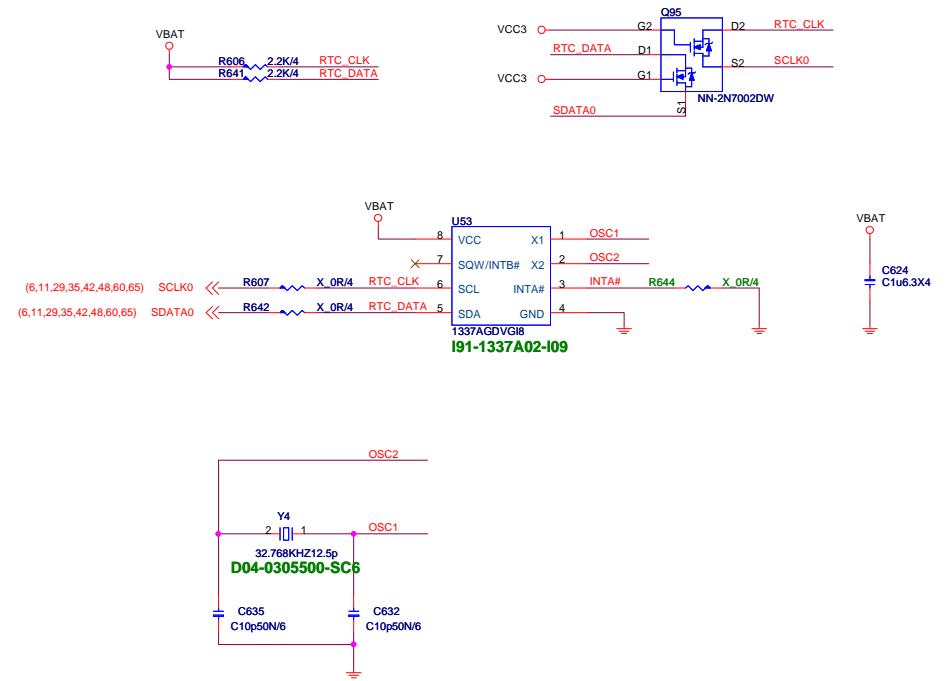 VBAT
R606 2.2K/4 RTC_CLK
R641 2.2K/4 RTC_DATA
Q95
VCC3 G2 D2 RTC_CLK
RTC_DATA D1
S2 SCLK0
VCC3 G1
NN-2N7002DW
SDATA0 S1
VBAT
U53
8 VCC X1 1 OSC1
7 SQW/INTB# X2 2 OSC2
(6,11,29,35,42,48,60,65) SCLK0 R607 X_0R/4 RTC_CLK 6 SCL INTA# 3 INTA# R644 X_0R/4
(6,11,29,35,42,48,60,65) SDATA0 R642 X_0R/4 RTC_DATA 5 SDA GND 4
1337AGDVGI8
I91-1337A02-I09
VBAT
C624
C1u6.3X4
OSC2
Y4
2 1 OSC1
32.768KHZ12.5p
D04-0305500-SC6
C635 C632
C10p50N/6 C10p50N/6